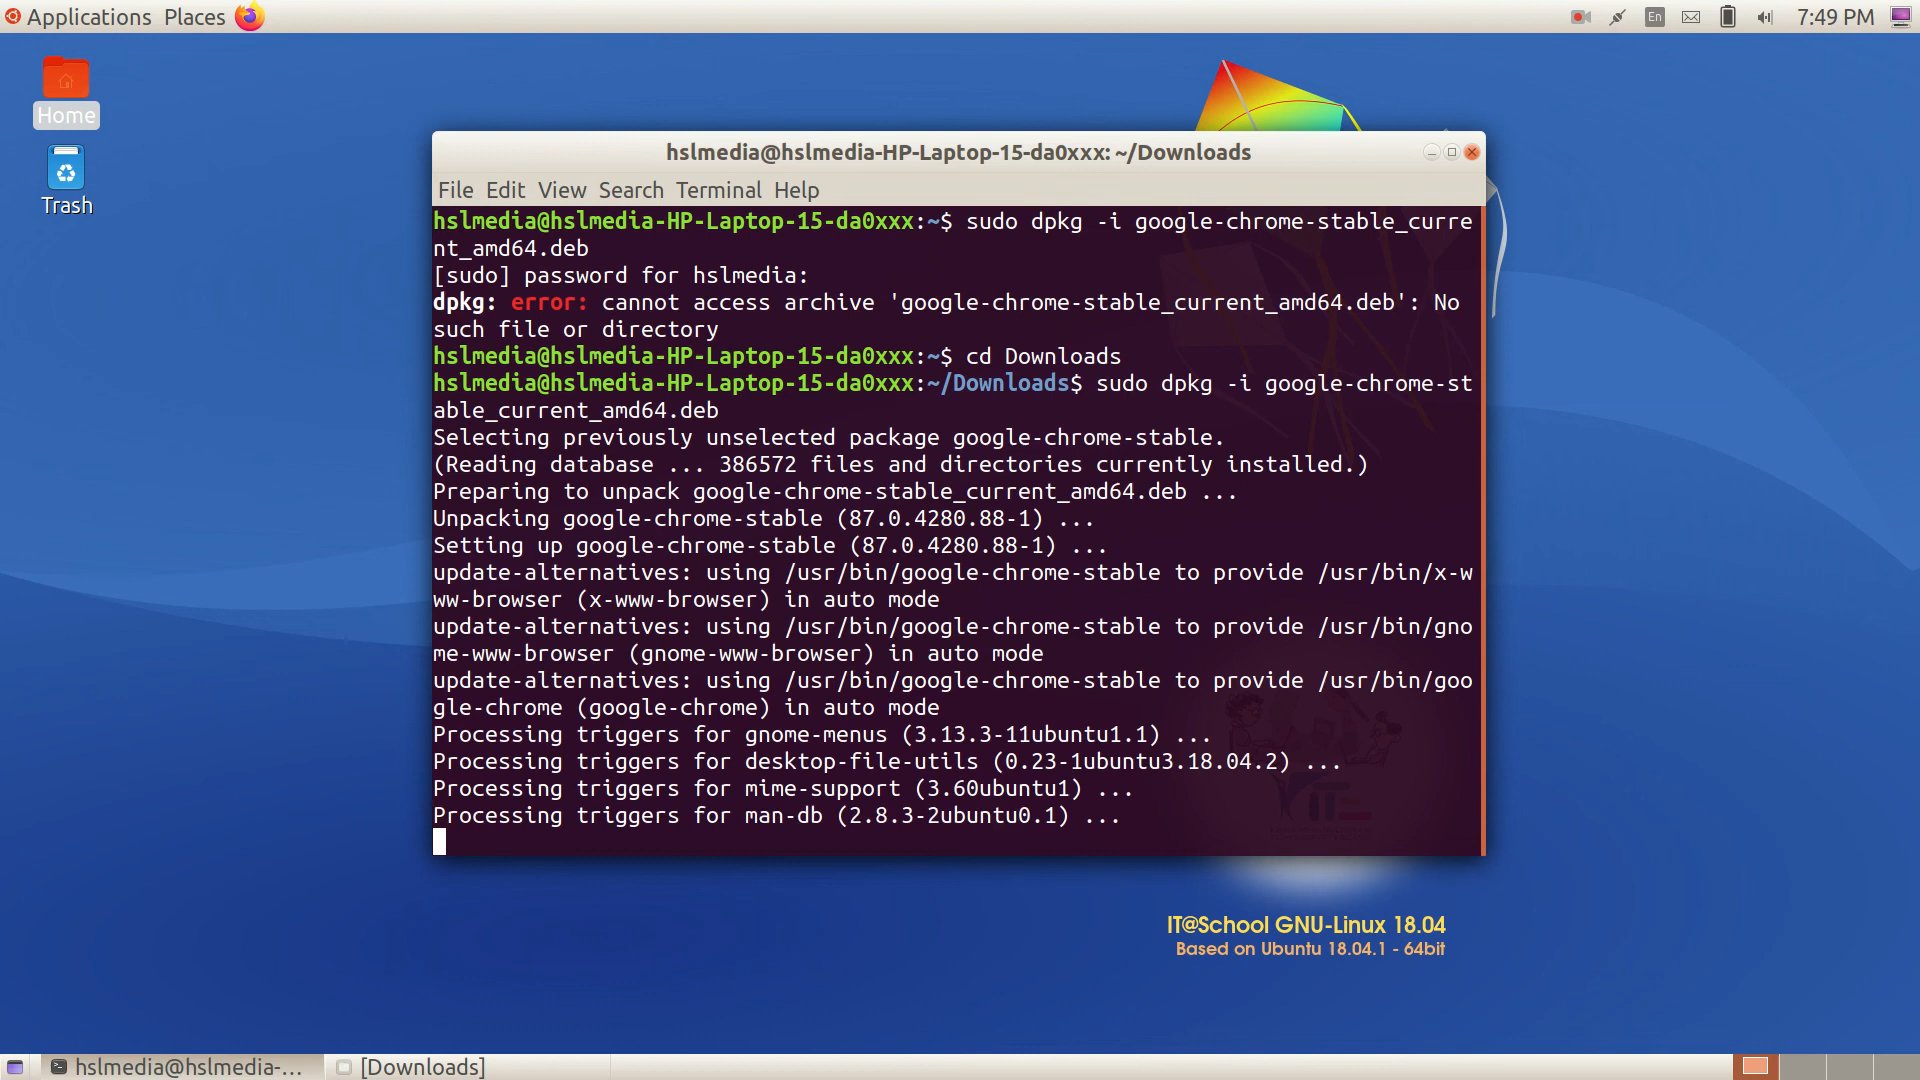 Applications Places
En
7:49 PM
Home
Trash
hslmedia@hslmedia-HP-Laptop-15-da0xxx: ~/Downloads
File Edit View Search Terminal Help
hslmedia@hslmedia-HP-Laptop-15-da0xxx:~$ sudo dpkg -i google-chrome-stable_curre
nt_amd64.deb
[sudo] password for hslmedia:
dpkg: error: cannot access archive 'google-chrome-stable_current_amd64.deb': No
such file or directory
hslmedia@hslmedia-HP-Laptop-15-da0xxx:~$ cd Downloads
hslmedia@hslmedia-HP-Laptop-15-da0xxx:~/Downloads$ sudo dpkg -i google-chrome-st
able_current_amd64.deb
Selecting previously unselected package google-chrome-stable.
(Reading database ... 386572 files and directories currently installed.)
Preparing to unpack google-chrome-stable_current_amd64.deb ...
Unpacking google-chrome-stable (87.0.4280.88-1) ...
Setting up google-chrome-stable (87.0.4280.88-1) ...
update-alternatives: using /usr/bin/google-chrome-stable to provide /usr/bin/x-w
ww-browser (x-www-browser) in auto mode
update-alternatives: using /usr/bin/google-chrome-stable to provide /usr/bin/gno
me-www-browser (gnome-www-browser) in auto mode
update-alternatives: using /usr/bin/google-chrome-stable to provide /usr/bin/goo
gle-chrome (google-chrome) in auto mode
Processing triggers for gnome-menus (3.13.3-11ubuntu1.1) ...
Processing triggers for desktop-file-utils (0.23-1ubuntu3.18.04.2) ...
Processing triggers for mime-support (3.60ubuntu1) ...
Processing triggers for man-db (2.8.3-2ubuntu0.1) ...
IT@School GNU-Linux 18.04
Based on Ubuntu 18.04.1 - 64bit
hslmedia@hslmedia-...
[Downloads]